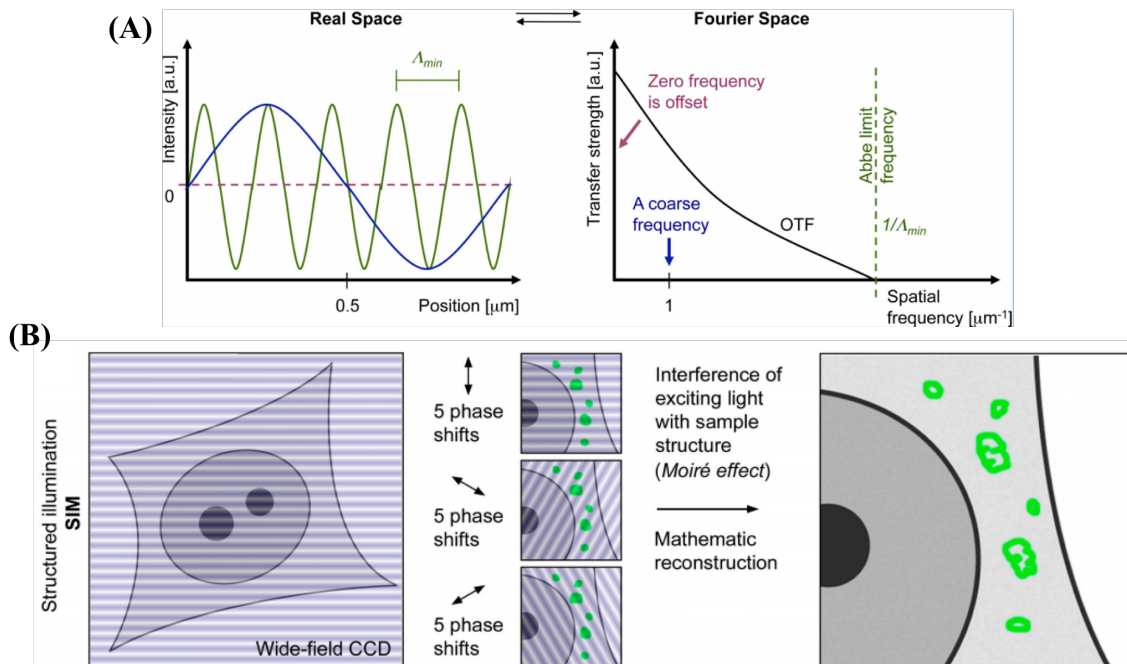 (A)
Real Space
Fourier Space
Intensity [a.u.]
0
Λmin
0.5
Position [μm]
Transfer strength [a.u.]
Zero frequency
is offset
A coarse
frequency
OTF
Abbe limit
frequency
1/Λmin
1
Spatial
frequency [μm-1]
(B)
Structured illumination
SIM
Wide-field CCD
5 phase
shifts
5 phase
shifts
5 phase
shifts
Interference of
exciting light
with sample
structure
(Moiré effect)
Mathematic
reconstruction